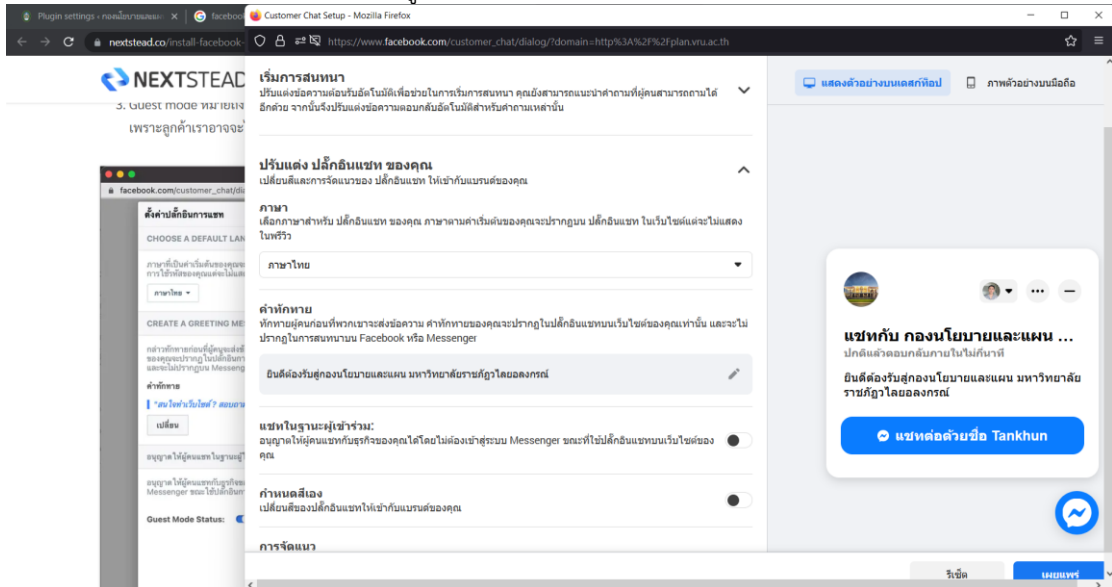 Plugin settings
facebook
Customer Chat Setup - Mozilla Firefox
nextstead.co/install-facebook-
https://www.facebook.com/customer_chat/dialog/?domain=http%3A%2F%2Fplan.vru.ac.th
NEXTSTEAD
3. Guest mode หมายถึง
เพราะลูกค้าเราอาจจะ
facebook.com/customer_chat/
ตั้งค่าปลั๊กอินการแชท
CHOOSE A DEFAULT LAN
ภาษาที่เป็นค่าเริ่มต้นของคุณ
ภาษาไทย
CREATE A GREETING ME
คำทักทาย
เปลี่ยน
Guest Mode Status:
เริ่มการสนทนา
ปรับแต่งข้อความต้อนรับอัตโนมัติเพื่อช่วยในการเริ่มการสนทนา คุณยังสามารถแนะนำคำถามที่ผู้คนสามารถถามได้
อีกด้วย จากนั้นจึงปรับแต่งข้อความตอบกลับอัตโนมัติสำหรับคำถามเหล่านั้น
ปรับแต่ง ปลั๊กอินแชท ของคุณ
เปลี่ยนสีและการจัดแนวของ ปลั๊กอินแชท ให้เข้ากับแบรนด์ของคุณ
ภาษา
เลือกภาษาสำหรับ ปลั๊กอินแชท ของคุณ ภาษาตามค่าเริ่มต้นของคุณจะปรากฏบน ปลั๊กอินแชท ในเว็บไซต์แต่จะไม่แสดง
ในพรีวิว
ภาษาไทย
คำทักทาย
ทักทายผู้คนก่อนที่พวกเขาจะส่งข้อความ คำทักทายของคุณจะปรากฏในปลั๊กอินแชทบนเว็บไซต์ของคุณเท่านั้น และจะไม่
ปรากฏในการสนทนาบน Facebook หรือ Messenger
ยินดีต้องรับสู่กองนโยบายและแผน มหาวิทยาลัยราชภัฏวไลยอลงกรณ์
แชทในฐานะผู้เข้าร่วม:
อนุญาตให้ผู้คนแชทกับธุรกิจของคุณได้โดยไม่ต้องเข้าสู่ระบบ Messenger ขณะที่ใช้ปลั๊กอินแชทบนเว็บไซต์ของ
คุณ
กำหนดสีเอง
เปลี่ยนสีของปลั๊กอินแชทให้เข้ากับแบรนด์ของคุณ
การจัดแนว
แสดงตัวอย่างบนเดสก์ท็อป
ภาพตัวอย่างบนมือถือ
แชทกับ กองนโยบายและแผน ...
ปกติแล้วตอบกลับภายในไม่กี่นาที
ยินดีต้องรับสู่กองนโยบายและแผน มหาวิทยาลัย
ราชภัฏวไลยอลงกรณ์
แชทต่อด้วยชื่อ Tankhun
รีเซ็ต
เผยแพร่